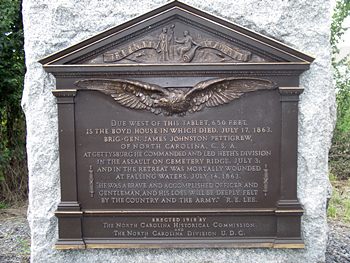 DUE WEST OF THIS TABLET, 650 FEET,
IS THE BOYD HOUSE IN WHICH DIED, JULY 17, 1863,
BRIG-GEN. JAMES JOHNSTON PETTIGREW,
OF NORTH CAROLINA, C. S. A.
AT GETTYSBURG HE COMMANDED AND LED HETH'S DIVISION
IN THE ASSAULT ON CEMETERY RIDGE, JULY 3,
AND IN THE RETREAT WAS MORTALLY WOUNDED
AT FALLING WATERS, JULY 14, 1863.
"HE WAS A BRAVE AND ACCOMPLISHED OFFICER AND
GENTLEMAN, AND HIS LOSS WILL BE DEEPLY FELT
BY THE COUNTRY AND THE ARMY." R. E. LEE.
ERECTED 1918 BY
THE NORTH CAROLINA HISTORICAL COMMISSION
THE NORTH CAROLINA DIVISION U. D. C.